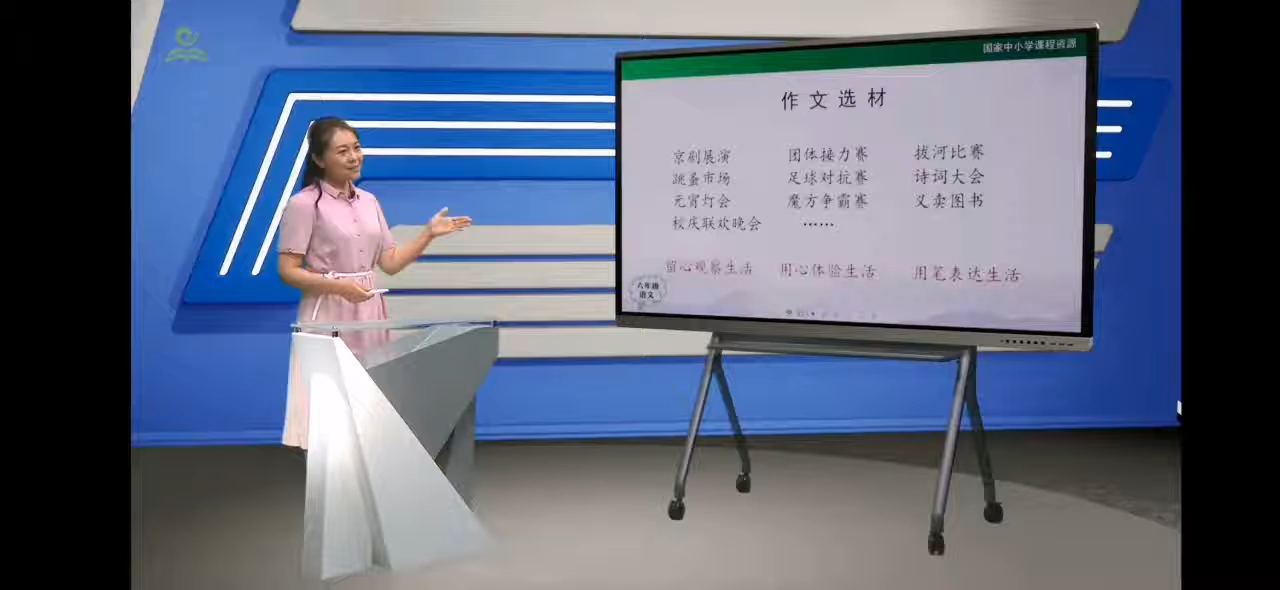 国家中小学课程资源
作文选材
京剧展演 团体接力赛 拔河比赛
跳蚤市场 足球对抗赛 诗词大会
元宵灯会 魔方争霸赛 义卖图书
校庆联欢晚会 ……
留心观察生活 用心体验生活 用笔表达生活
六年级
语文